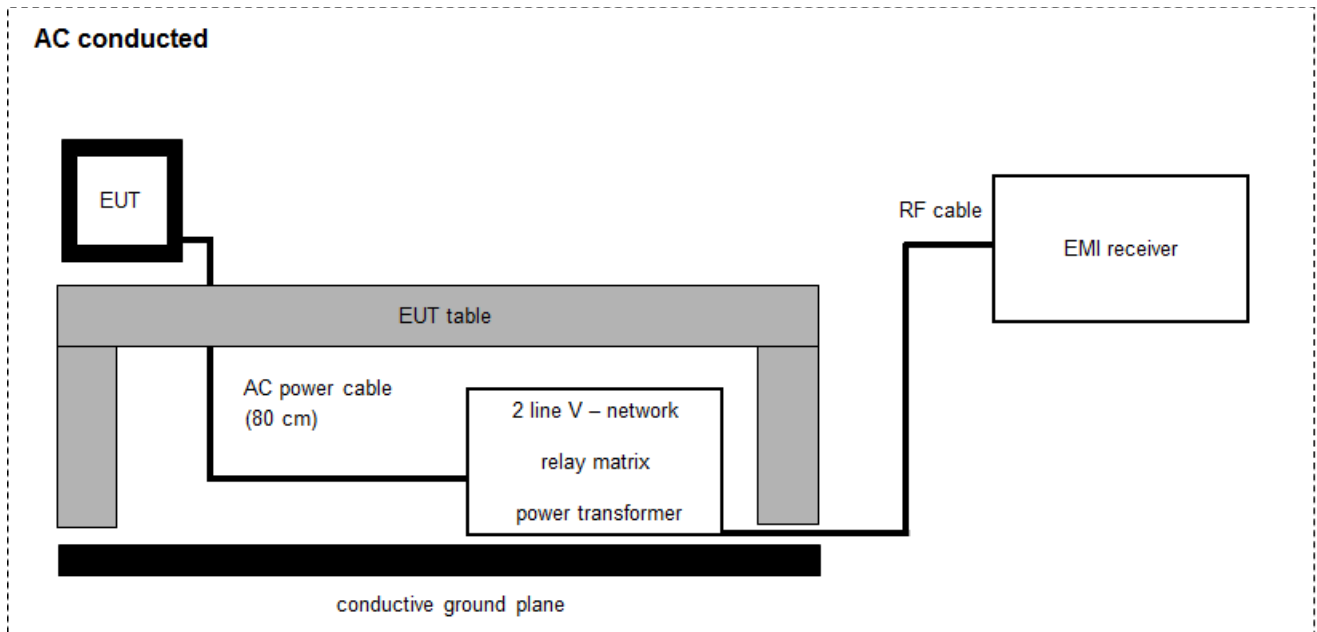 AC conducted
EUT
RF cable
EMI receiver
EUT table
AC power cable
(80 cm)
2 line V – network
relay matrix
power transformer
conductive ground plane